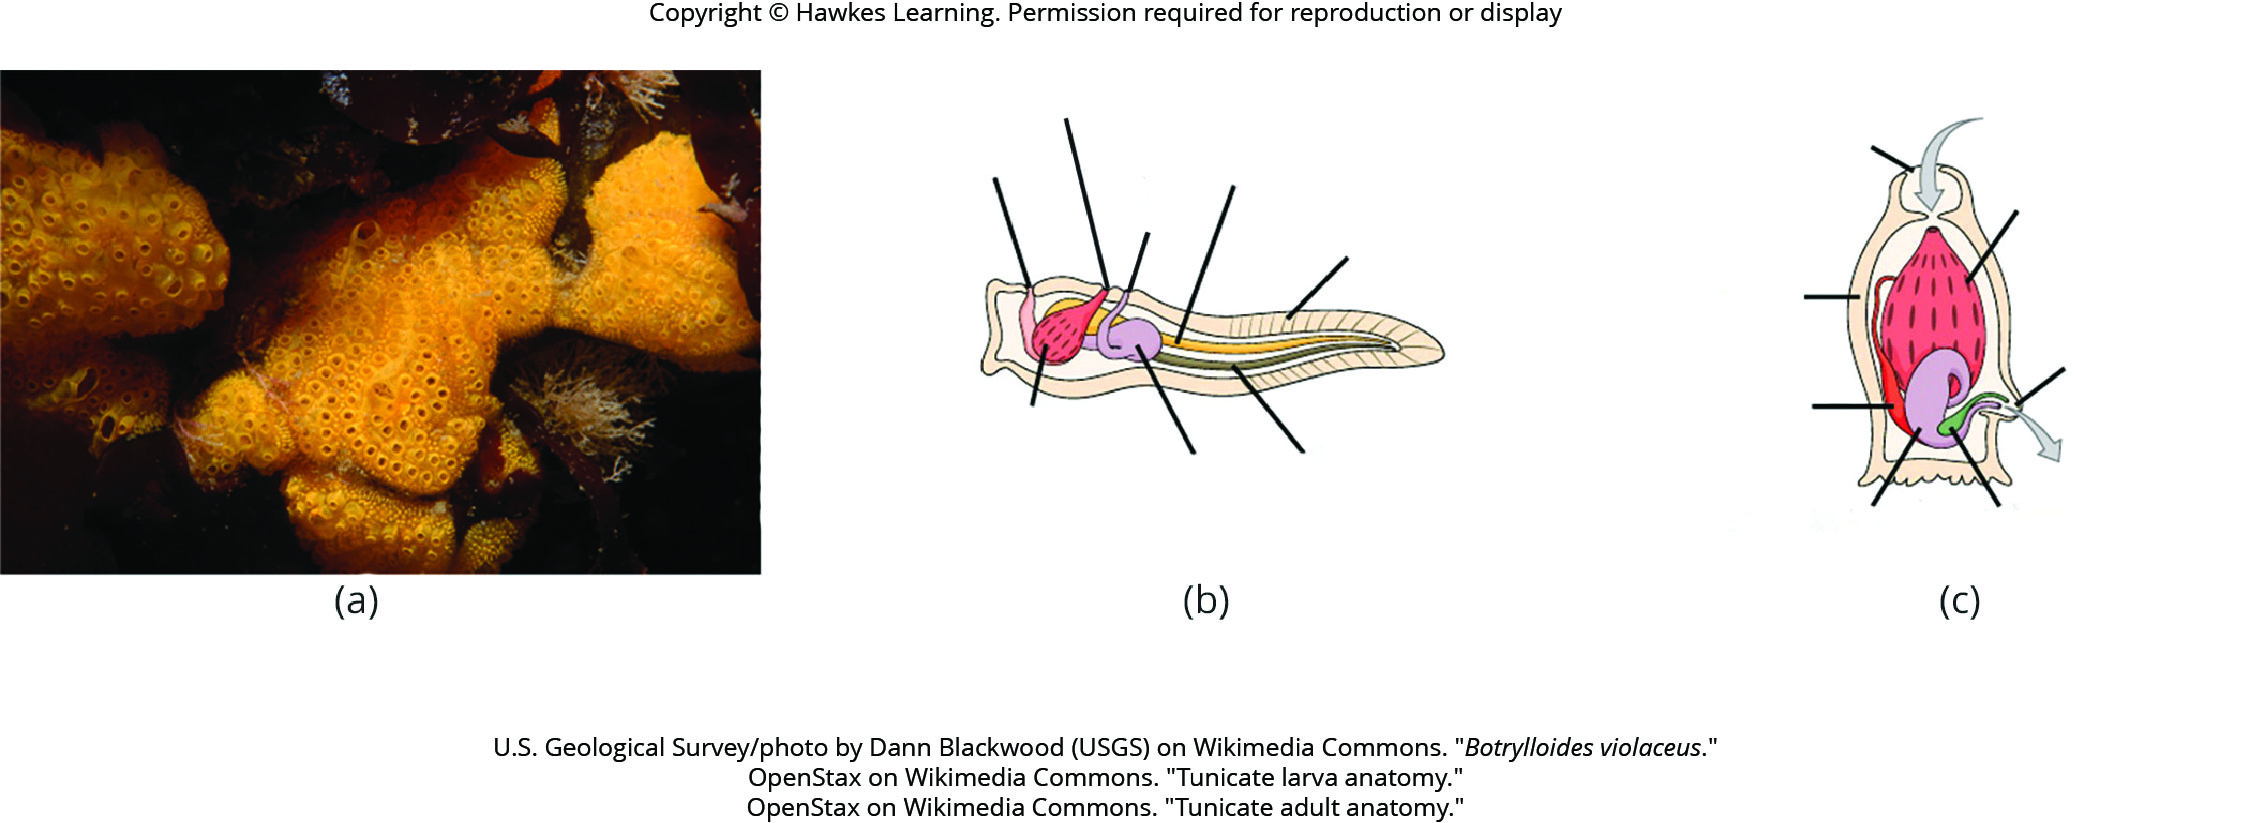 Copyright © Hawkes Learning. Permission required for reproduction or display
(a)
(b)
(c)
U.S. Geological Survey/photo by Dann Blackwood (USGS) on Wikimedia Commons. "Botrylloides violaceus."
OpenStax on Wikimedia Commons. "Tunicate larva anatomy."
OpenStax on Wikimedia Commons. "Tunicate adult anatomy."